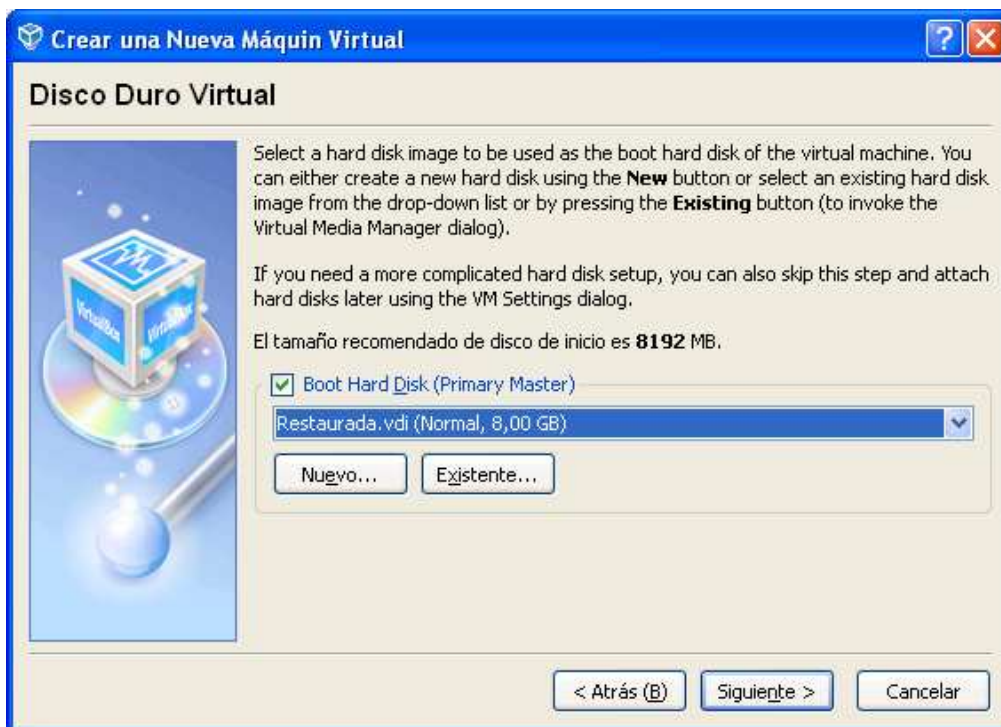 Crear una Nueva Máquin Virtual
Disco Duro Virtual
Select a hard disk image to be used as the boot hard disk of the virtual machine. You
can either create a new hard disk using the New button or select an existing hard disk
image from the drop-down list or by pressing the Existing button (to invoke the
Virtual Media Manager dialog).
If you need a more complicated hard disk setup, you can also skip this step and attach
hard disks later using the VM Settings dialog.
El tamaño recomendado de disco de inicio es 8192 MB.
Boot Hard Disk (Primary Master)
Restaurada.vdi (Normal, 8,00 GB)
Nuevo... Existente...
VirtualBox VirtualBox
< Atrás (B) Siguiente > Cancelar